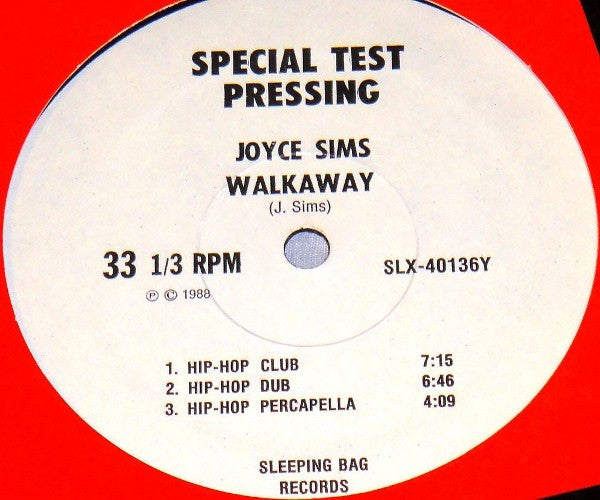 SPECIAL TEST
PRESSING
JOYCE SIMS
WALKAWAY
(J. Sims)
33 1/3 RPM
SLX-40136Y
℗ © 1988
1. HIP-HOP CLUB 7:15
2. HIP-HOP DUB 6:46
3. HIP-HOP PERCAPELLA 4:09
SLEEPING BAG
RECORDS